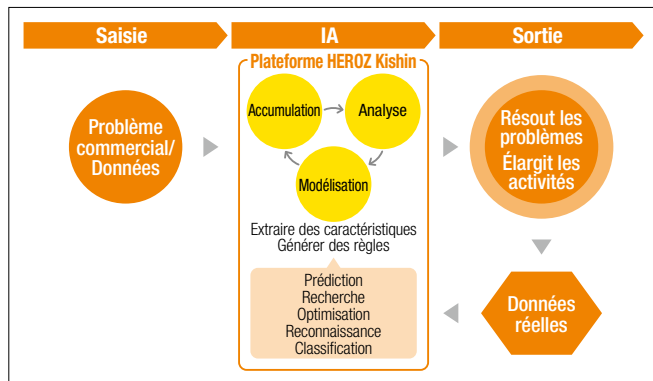 Saisie
IA
Sortie
Plateforme HEROZ Kishin
Accumulation
Analyse
Modélisation
Problème
commercial/
Données
Extraire des caractéristiques
Générer des règles
Prédiction
Recherche
Optimisation
Reconnaissance
Classification
Résout les
problèmes
Élargit les
activités
Données
réelles